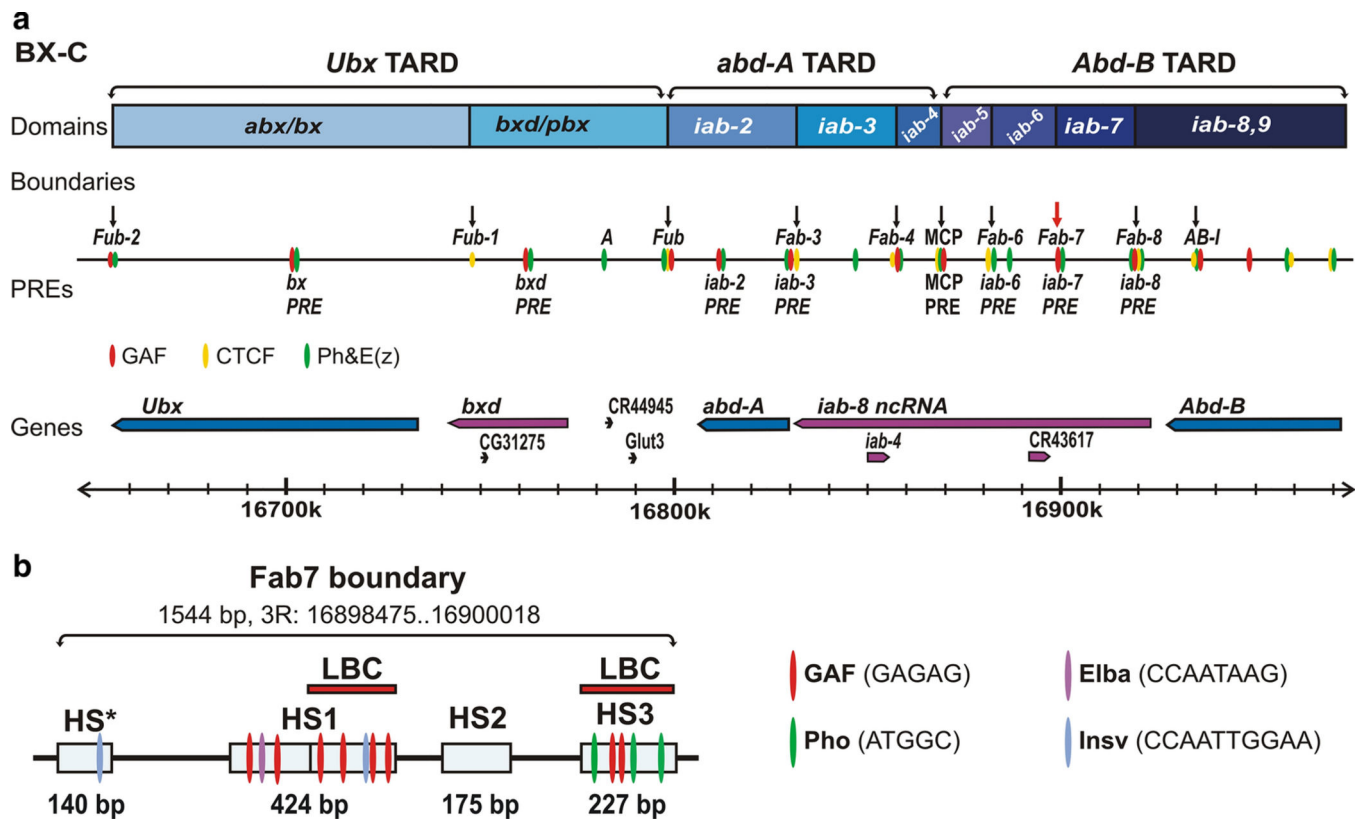 a
BX-C
Ubx TARD abd-A TARD Abd-B TARD
Domains abx/bx bxd/pbx iab-2 iab-3 iab-4 iab-5 iab-6 iab-7 iab-8,9
Boundaries
Fub-2 Fub-1 A Fub Fab-3 Fab-4 MCP Fab-6 Fab-7 Fab-8 AB-I
PREs bx bxd iab-2 iab-3 MCP iab-6 iab-7 iab-8
PRE PRE PRE PRE PRE PRE PRE PRE
GAF CTCF Ph&E(z)
Ubx bxd CR44945 abd-A iab-8 ncRNA Abd-B
Genes CG31275 Glut3 iab-4 CR43617
16700k 16800k 16900k
b
Fab7 boundary
1544 bp, 3R: 16898475..16900018
LBC LBC
HS* HS1 HS2 HS3
140 bp 424 bp 175 bp 227 bp
GAF (GAGAG) Elba (CCAATAAG)
Pho (ATGGC) Insv (CCAATTGGAA)